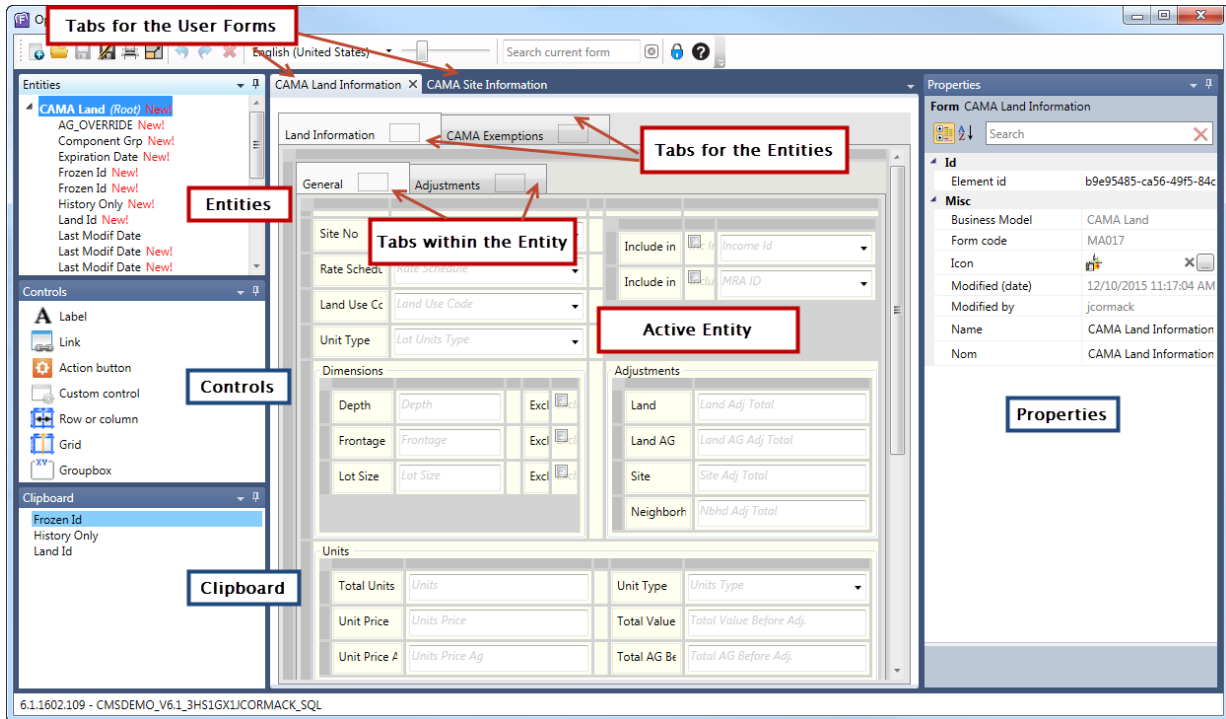 Op
Tabs for the User Forms
English (United States)
Search current form
Entities
CAMA Land (Root) New!
AG_OVERRIDE New!
Component Grp New!
Expiration Date New!
Frozen Id New!
Frozen Id New!
History Only New!
Land Id New!
Last Modif Date
Last Modif Date New!
Last Modif Date New!
Entities
Controls
Label
Link
Action button
Custom control
Row or column
Grid
XY
Groupbox
Controls
Clipboard
Frozen Id
History Only
Land Id
Clipboard
CAMA Land Information
CAMA Site Information
Land Information
CAMA Exemptions
Tabs for the Entities
General
Adjustments
Tabs within the Entity
Site No
Rate Schedu Rate Schedule
Land Use Cc Land Use Code
Unit Type Lot Units Type
Include in Income Id
Include in Inclu MRA ID
Active Entity
Dimensions
Depth Depth Excl
Frontage Frontage Excl
Lot Size Lot Size Excl
Adjustments
Land Land Adj Total
Land AG Land AG Adj Total
Site Site Adj Total
Neighborh Nbhd Adj Total
Units
Total Units Units Unit Type Units Type
Unit Price Units Price Total Value Total Value Before Adj.
Unit Price A Units Price Ag Total AG Be Total AG Before Adj.
Properties
Form CAMA Land Information
Search
Id
Element id b9e95485-ca56-49f5-84c
Misc
Business Model CAMA Land
Form code MA017
Icon
Modified (date) 12/10/2015 11:17:04 AM
Modified by jcormack
Name CAMA Land Information
Nom CAMA Land Information
Properties
6.1.1602.109 - CMSDEMO_V6.1_3HS1GX1JCORMACK_SQL